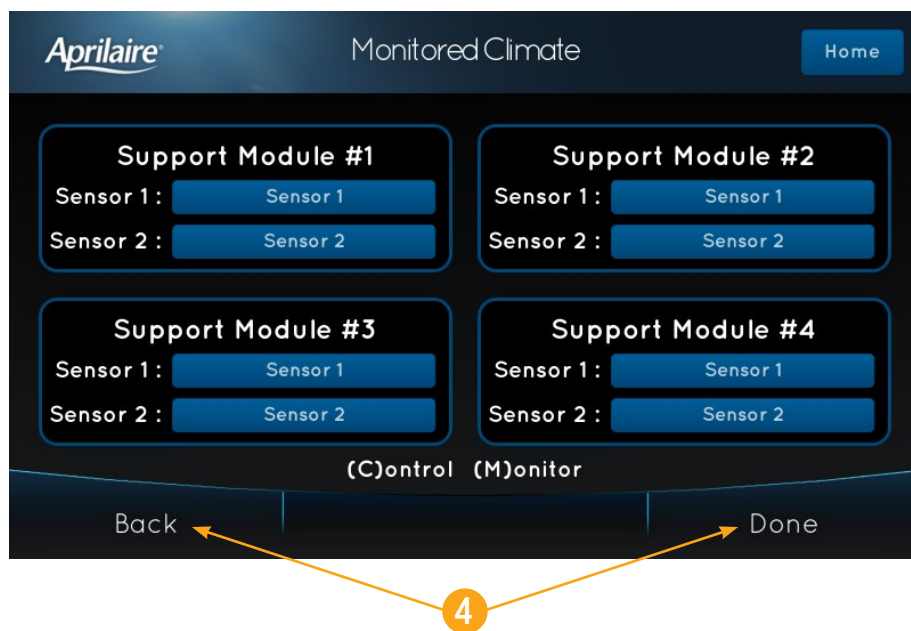 Aprilaire®
Monitored Climate
Home
Support Module #1
Sensor 1 : Sensor 1
Sensor 2 : Sensor 2
Support Module #2
Sensor 1 : Sensor 1
Sensor 2 : Sensor 2
Support Module #3
Sensor 1 : Sensor 1
Sensor 2 : Sensor 2
Support Module #4
Sensor 1 : Sensor 1
Sensor 2 : Sensor 2
(C)ontrol (M)onitor
Back
Done
4